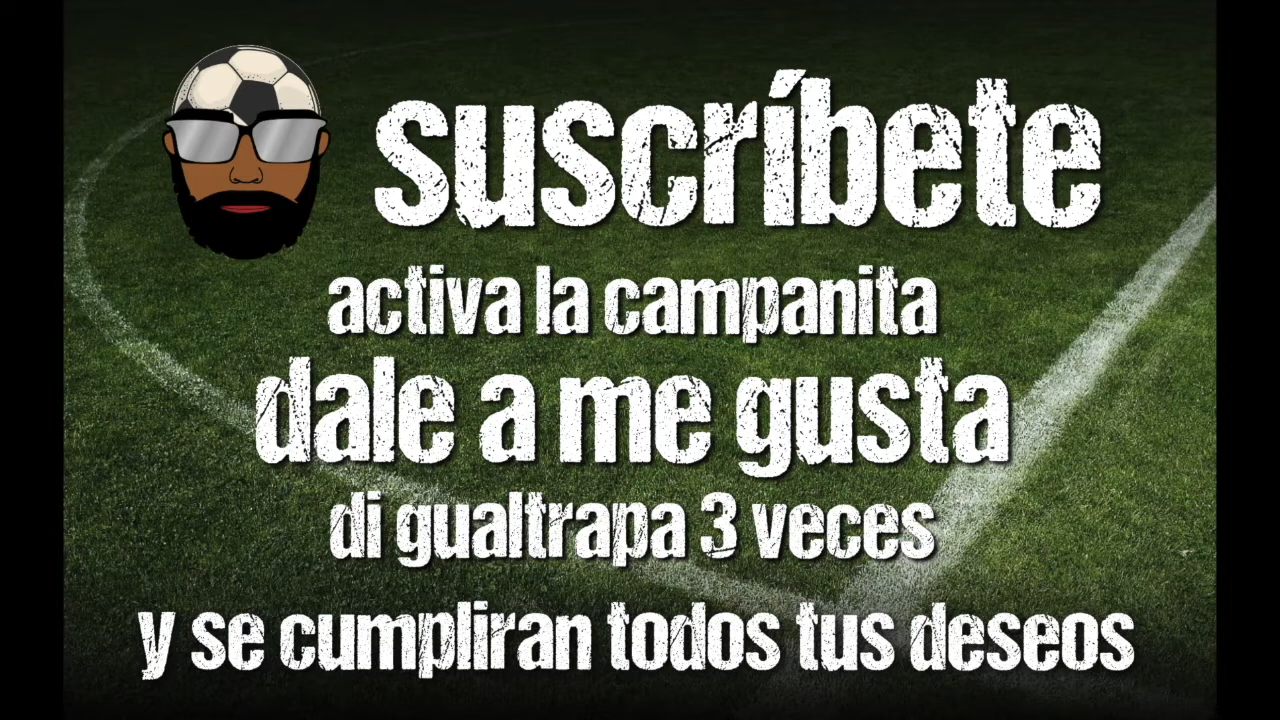 suscríbete
activa la campanita
dale a me gusta
di gualtrapa 3 veces
y se cumpliran todos tus deseos